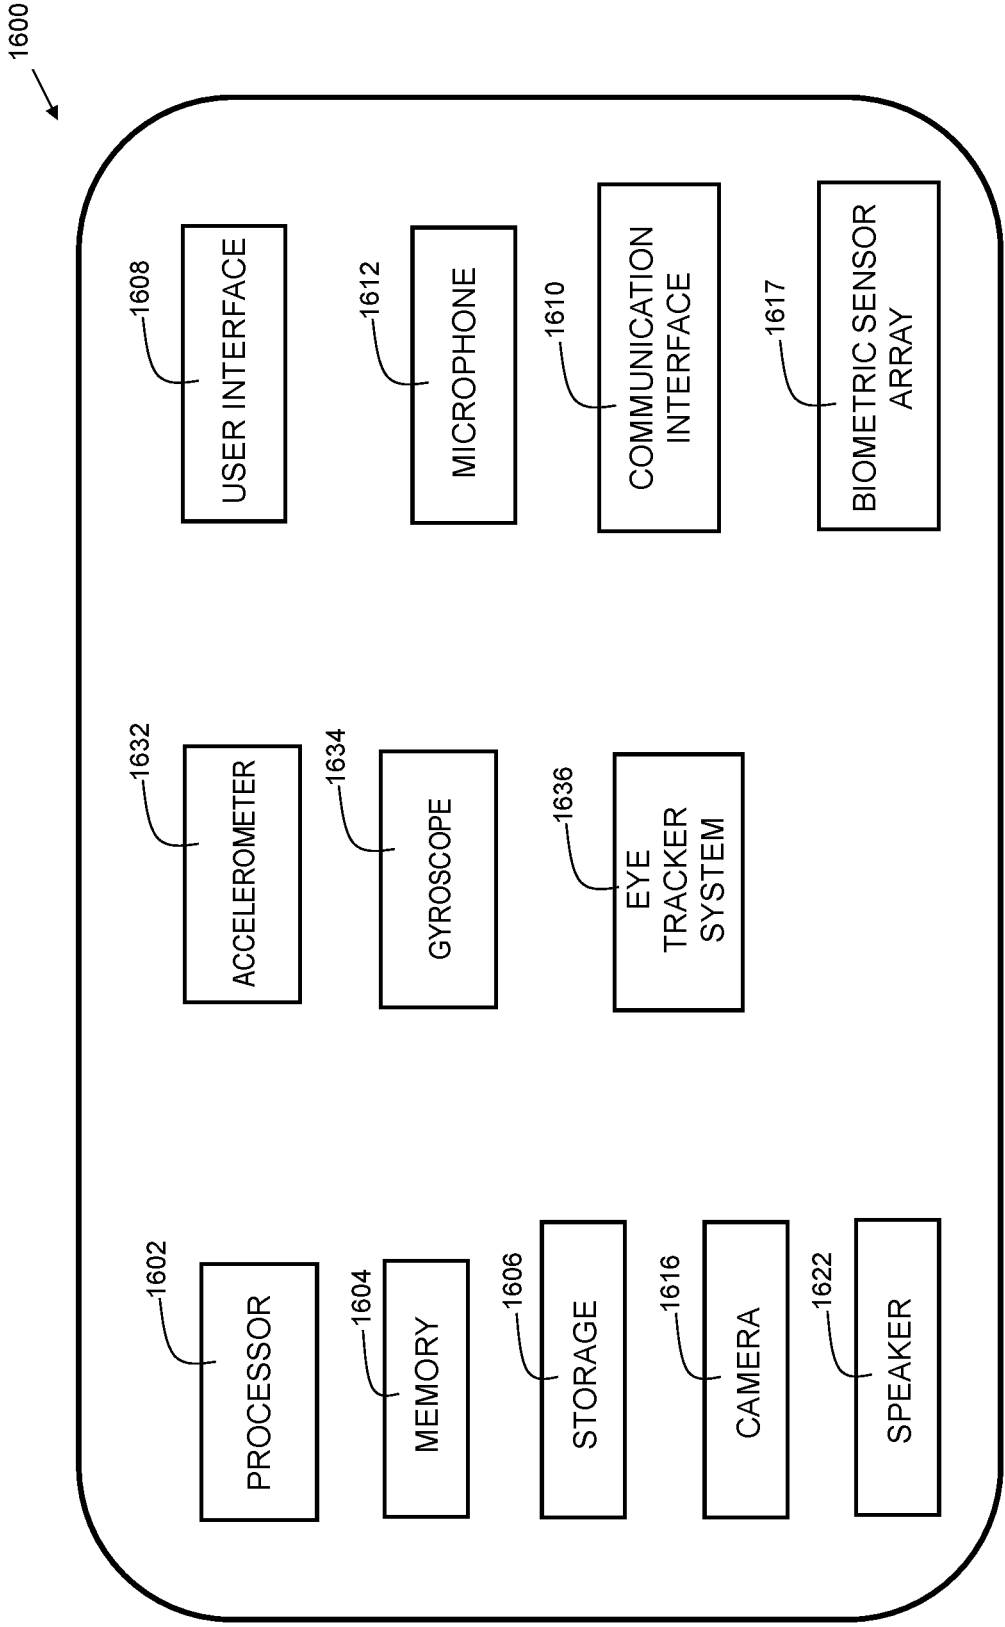 1600
1602
PROCESSOR
1604
MEMORY
1606
STORAGE
1616
CAMERA
1622
SPEAKER
1632
ACCELEROMETER
1634
GYROSCOPE
1636
EYE
TRACKER
SYSTEM
1608
USER INTERFACE
1612
MICROPHONE
1610
COMMUNICATION
INTERFACE
1617
BIOMETRIC SENSOR
ARRAY